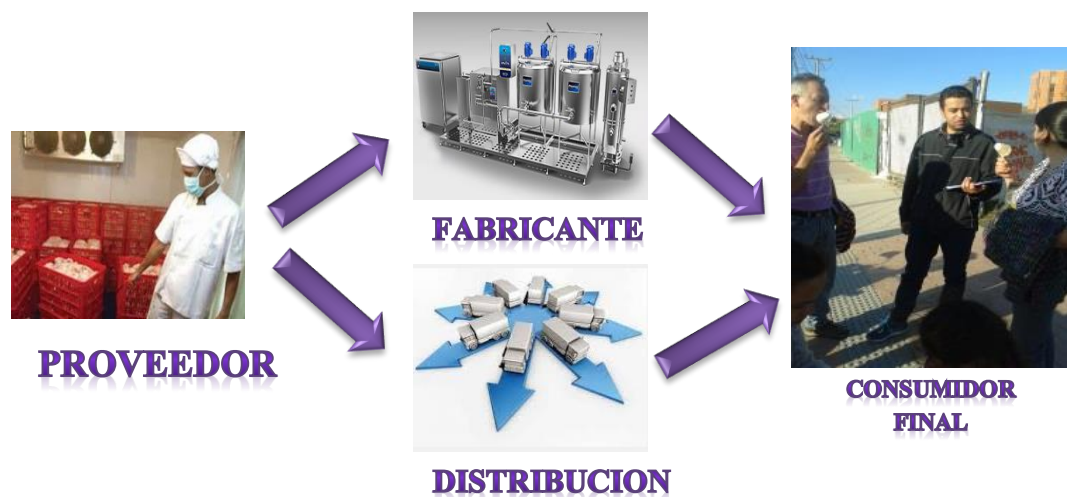 FABRICANTE
PROVEEDOR
CONSUMIDOR
FINAL
DISTRIBUCION